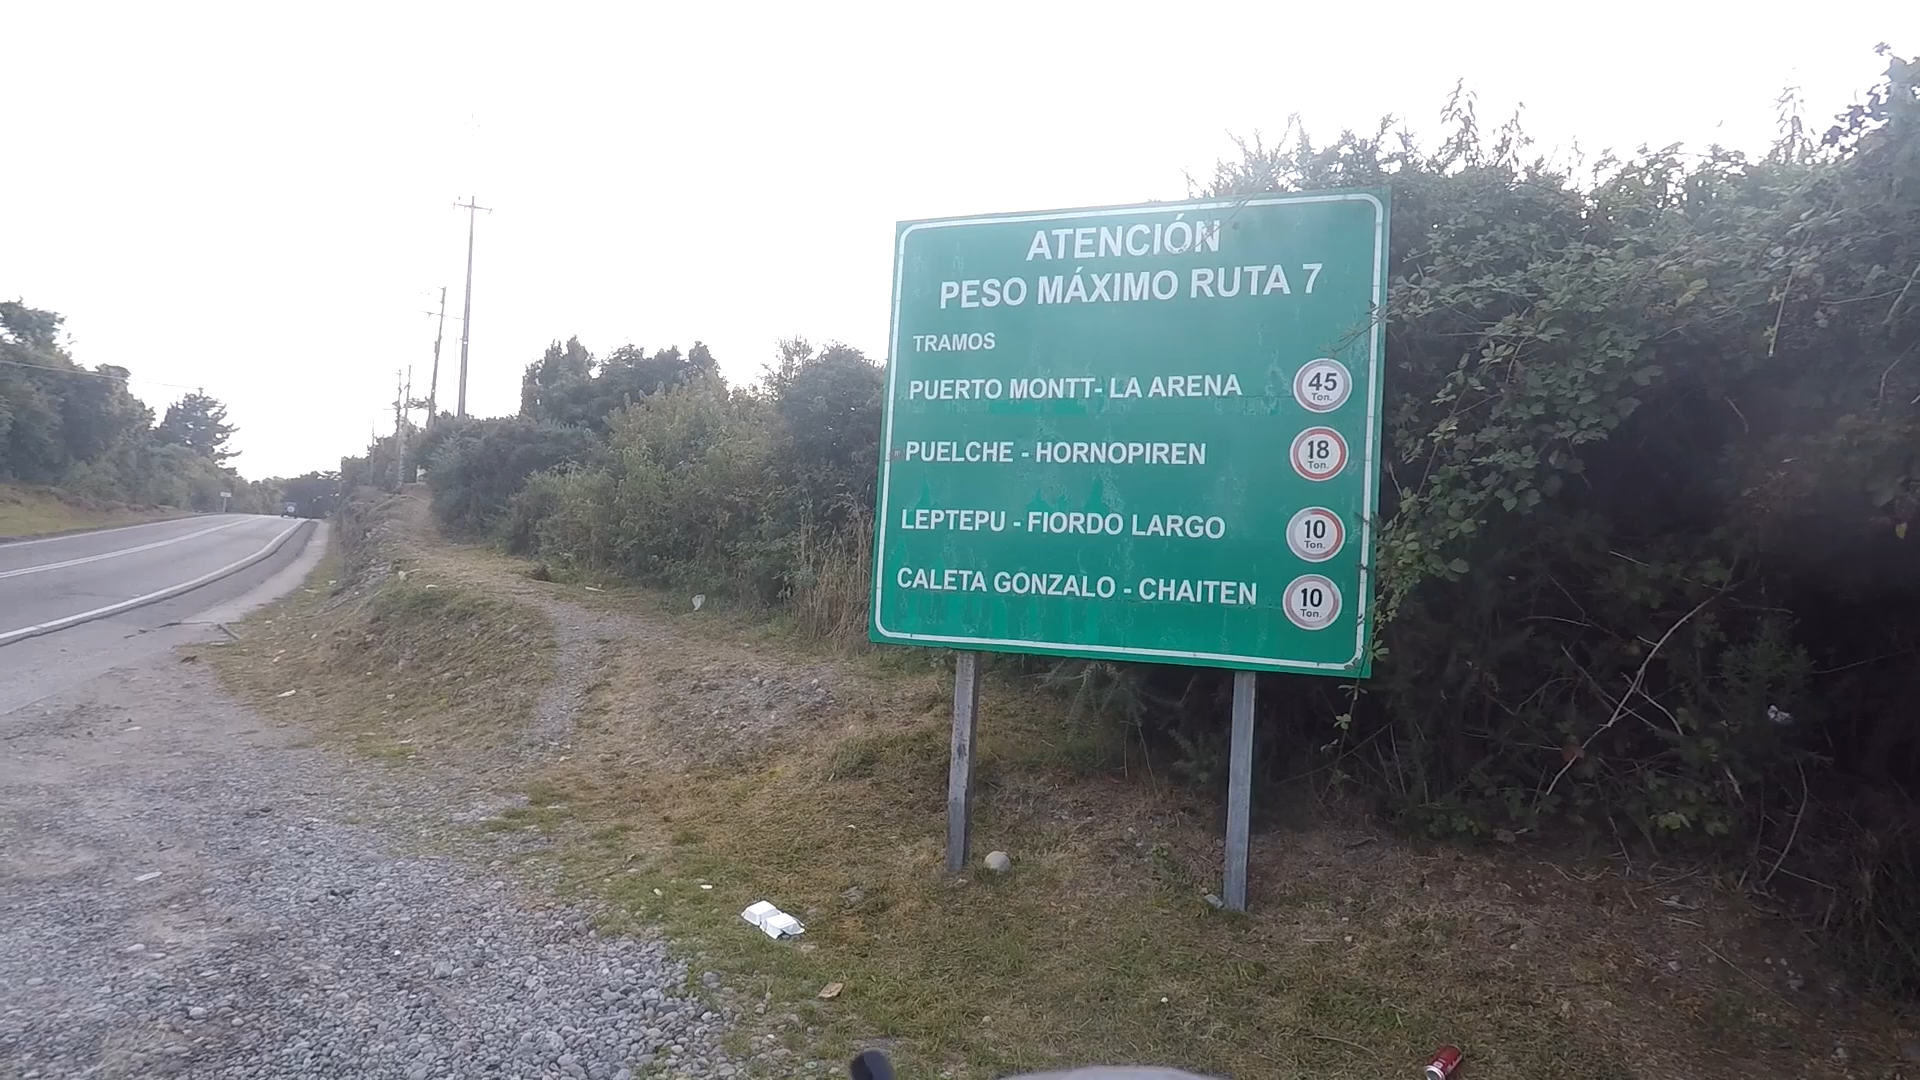 ATENCIÓN
PESO MÁXIMO RUTA 7
TRAMOS
PUERTO MONTT- LA ARENA 45 Ton.
PUELCHE - HORNOPIREN 18 Ton.
LEPTEPU - FIORDO LARGO 10 Ton.
CALETA GONZALO - CHAITEN 10 Ton.